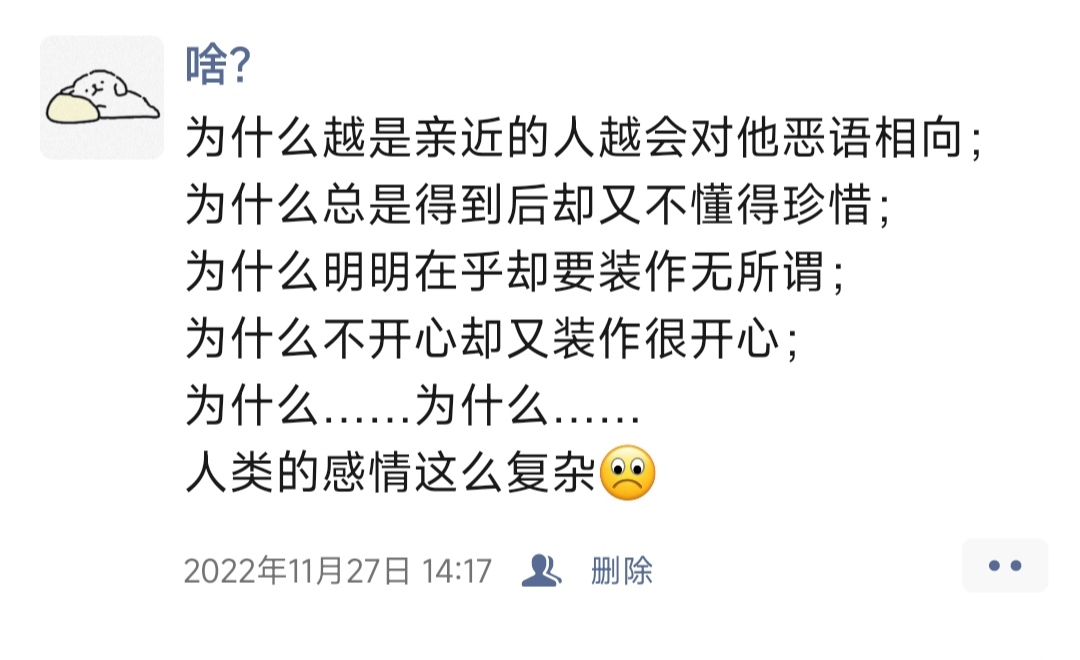 啥?
为什么越是亲近的人越会对他恶语相向；
为什么总是得到后却又不懂得珍惜；
为什么明明在乎却要装作无所谓；
为什么不开心却又装作很开心；
为什么……为什么……
人类的感情这么复杂🙁
2022年11月27日 14:17 删除